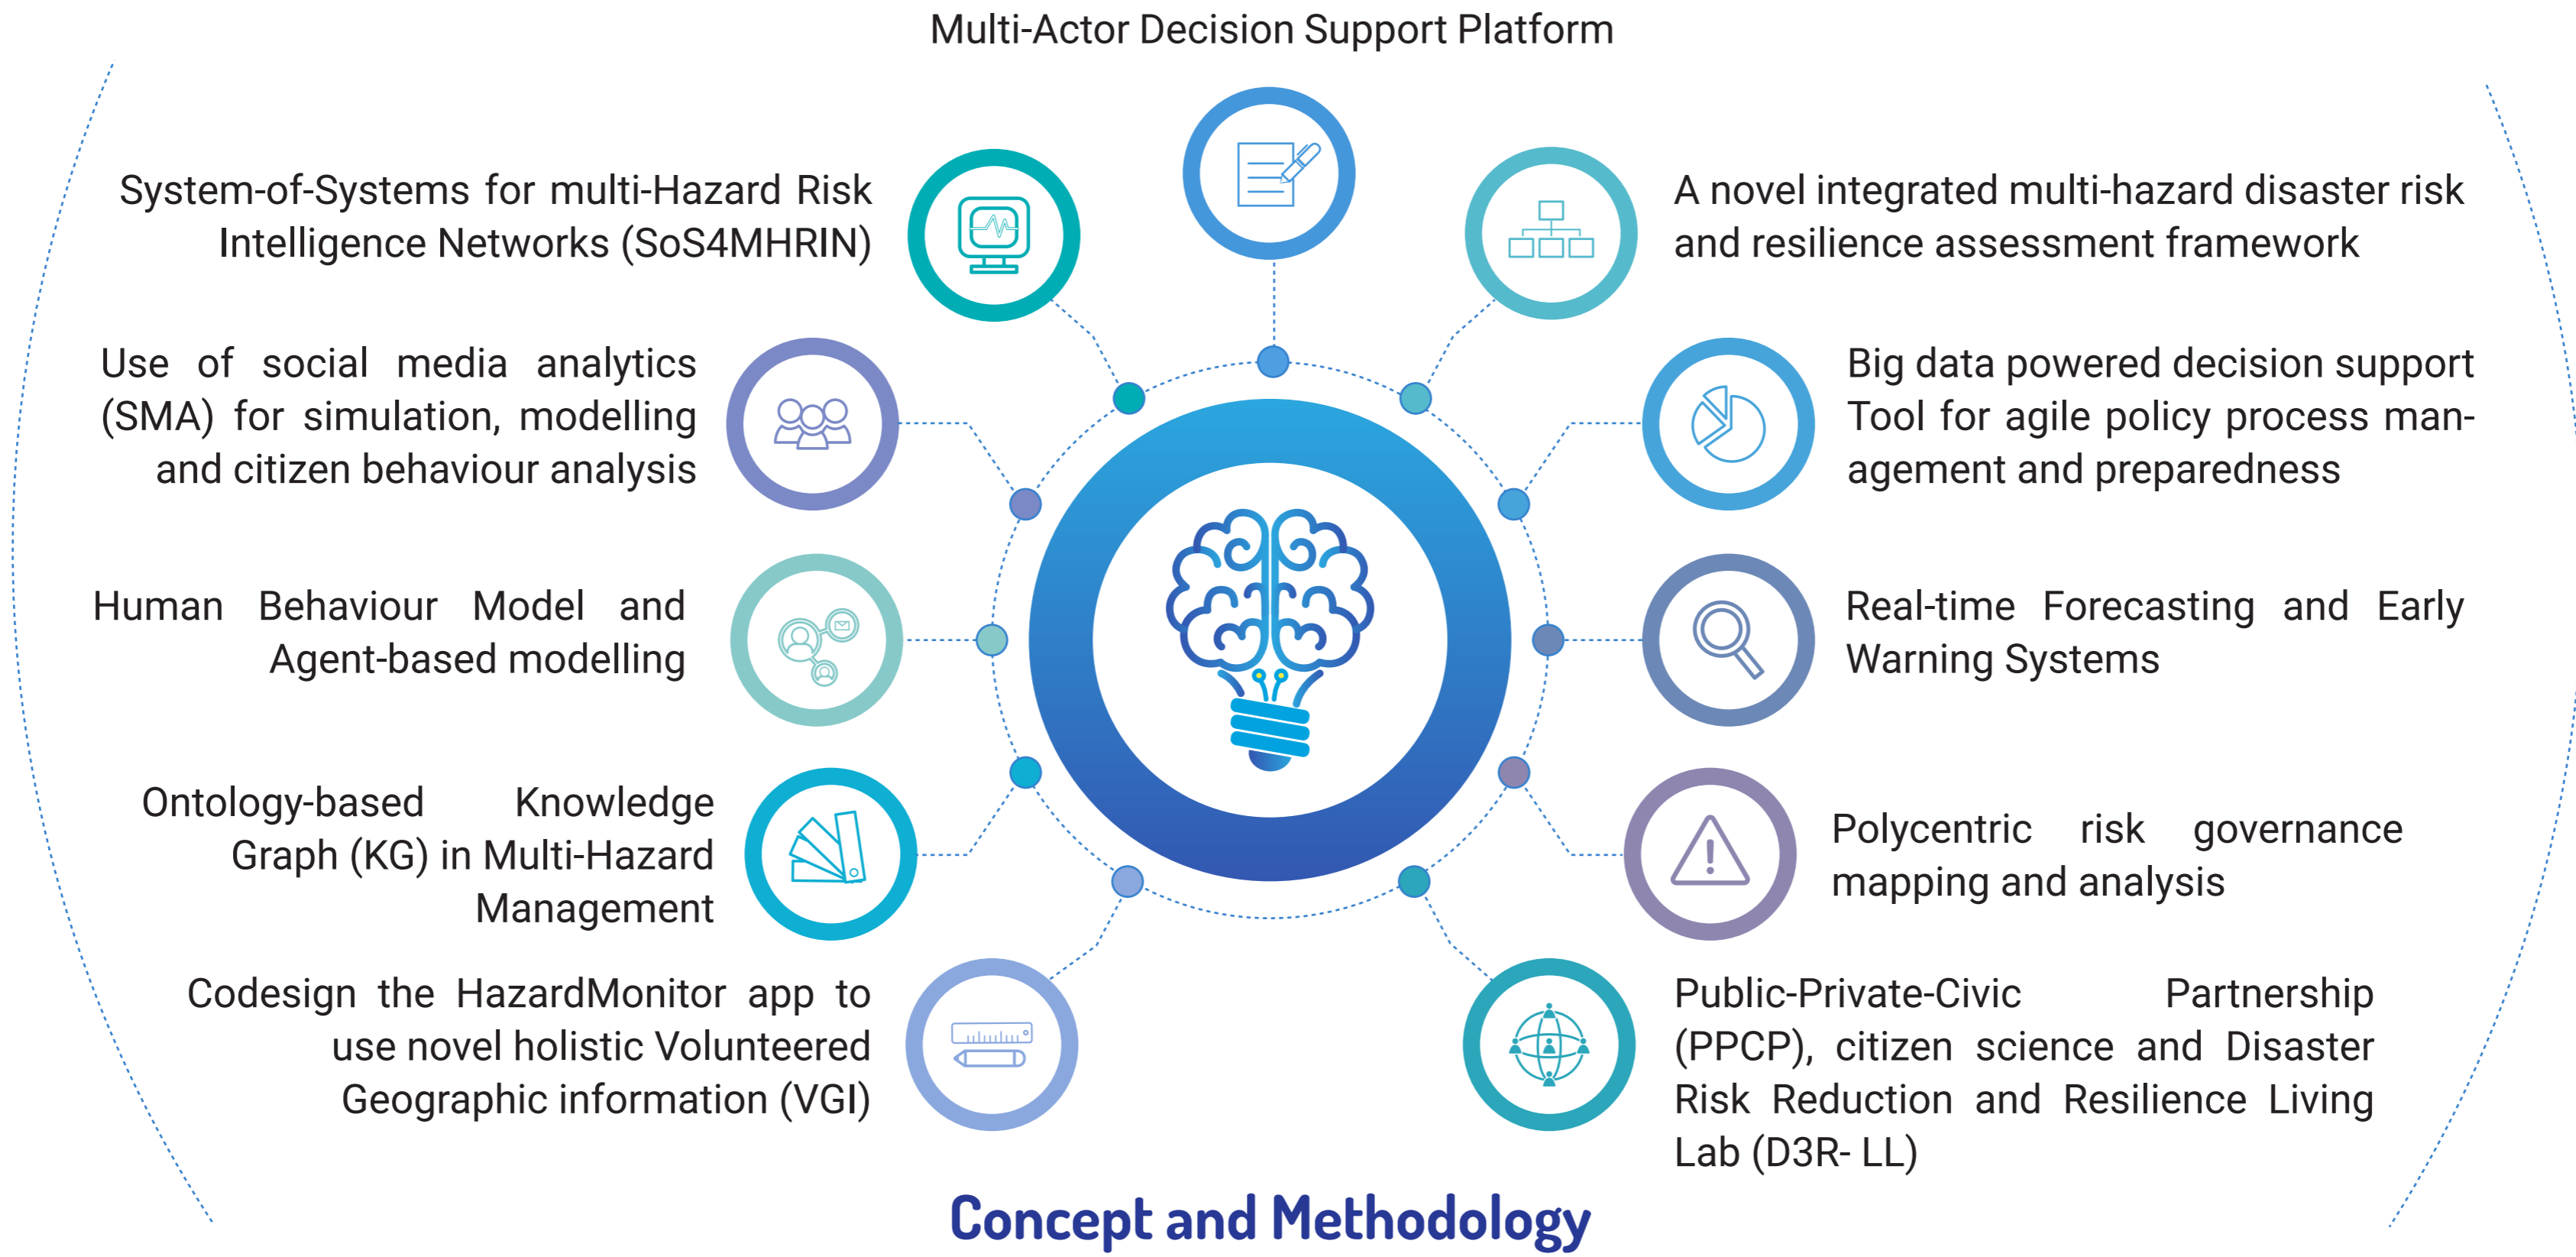 Multi-Actor Decision Support Platform
System-of-Systems for multi-Hazard Risk
Intelligence Networks (SoS4MHRIN)
Use of social media analytics
(SMA) for simulation, modelling
and citizen behaviour analysis
Human Behaviour Model and
Agent-based modelling
Ontology-based Knowledge
Graph (KG) in Multi-Hazard
Management
Codesign the HazardMonitor app to
use novel holistic Volunteered
Geographic information (VGI)
A novel integrated multi-hazard disaster risk
and resilience assessment framework
Big data powered decision support
Tool for agile policy process man-
agement and preparedness
Real-time Forecasting and Early
Warning Systems
Polycentric risk governance
mapping and analysis
Public-Private-Civic Partnership
(PPCP), citizen science and Disaster
Risk Reduction and Resilience Living
Lab (D3R- LL)
Concept and Methodology